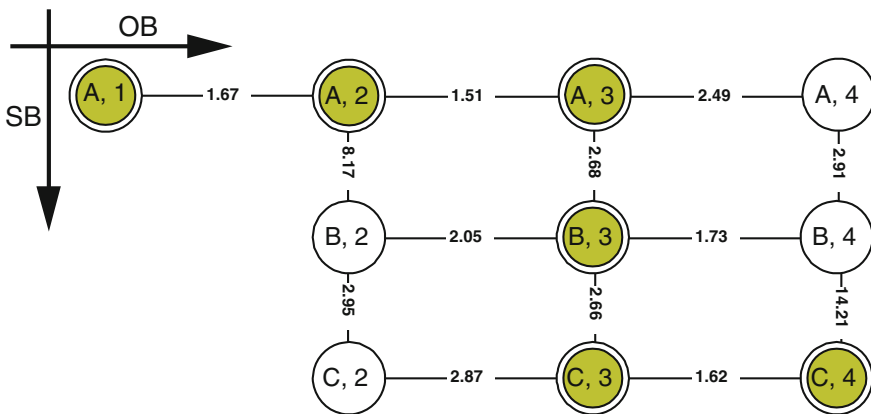 OB
SB
A, 1 1.67 A, 2 1.51 A, 3 2.49 A, 4
8.17 2.68 2.91
B, 2 2.05 B, 3 1.73 B, 4
2.95 2.66 14.21
C, 2 2.87 C, 3 1.62 C, 4